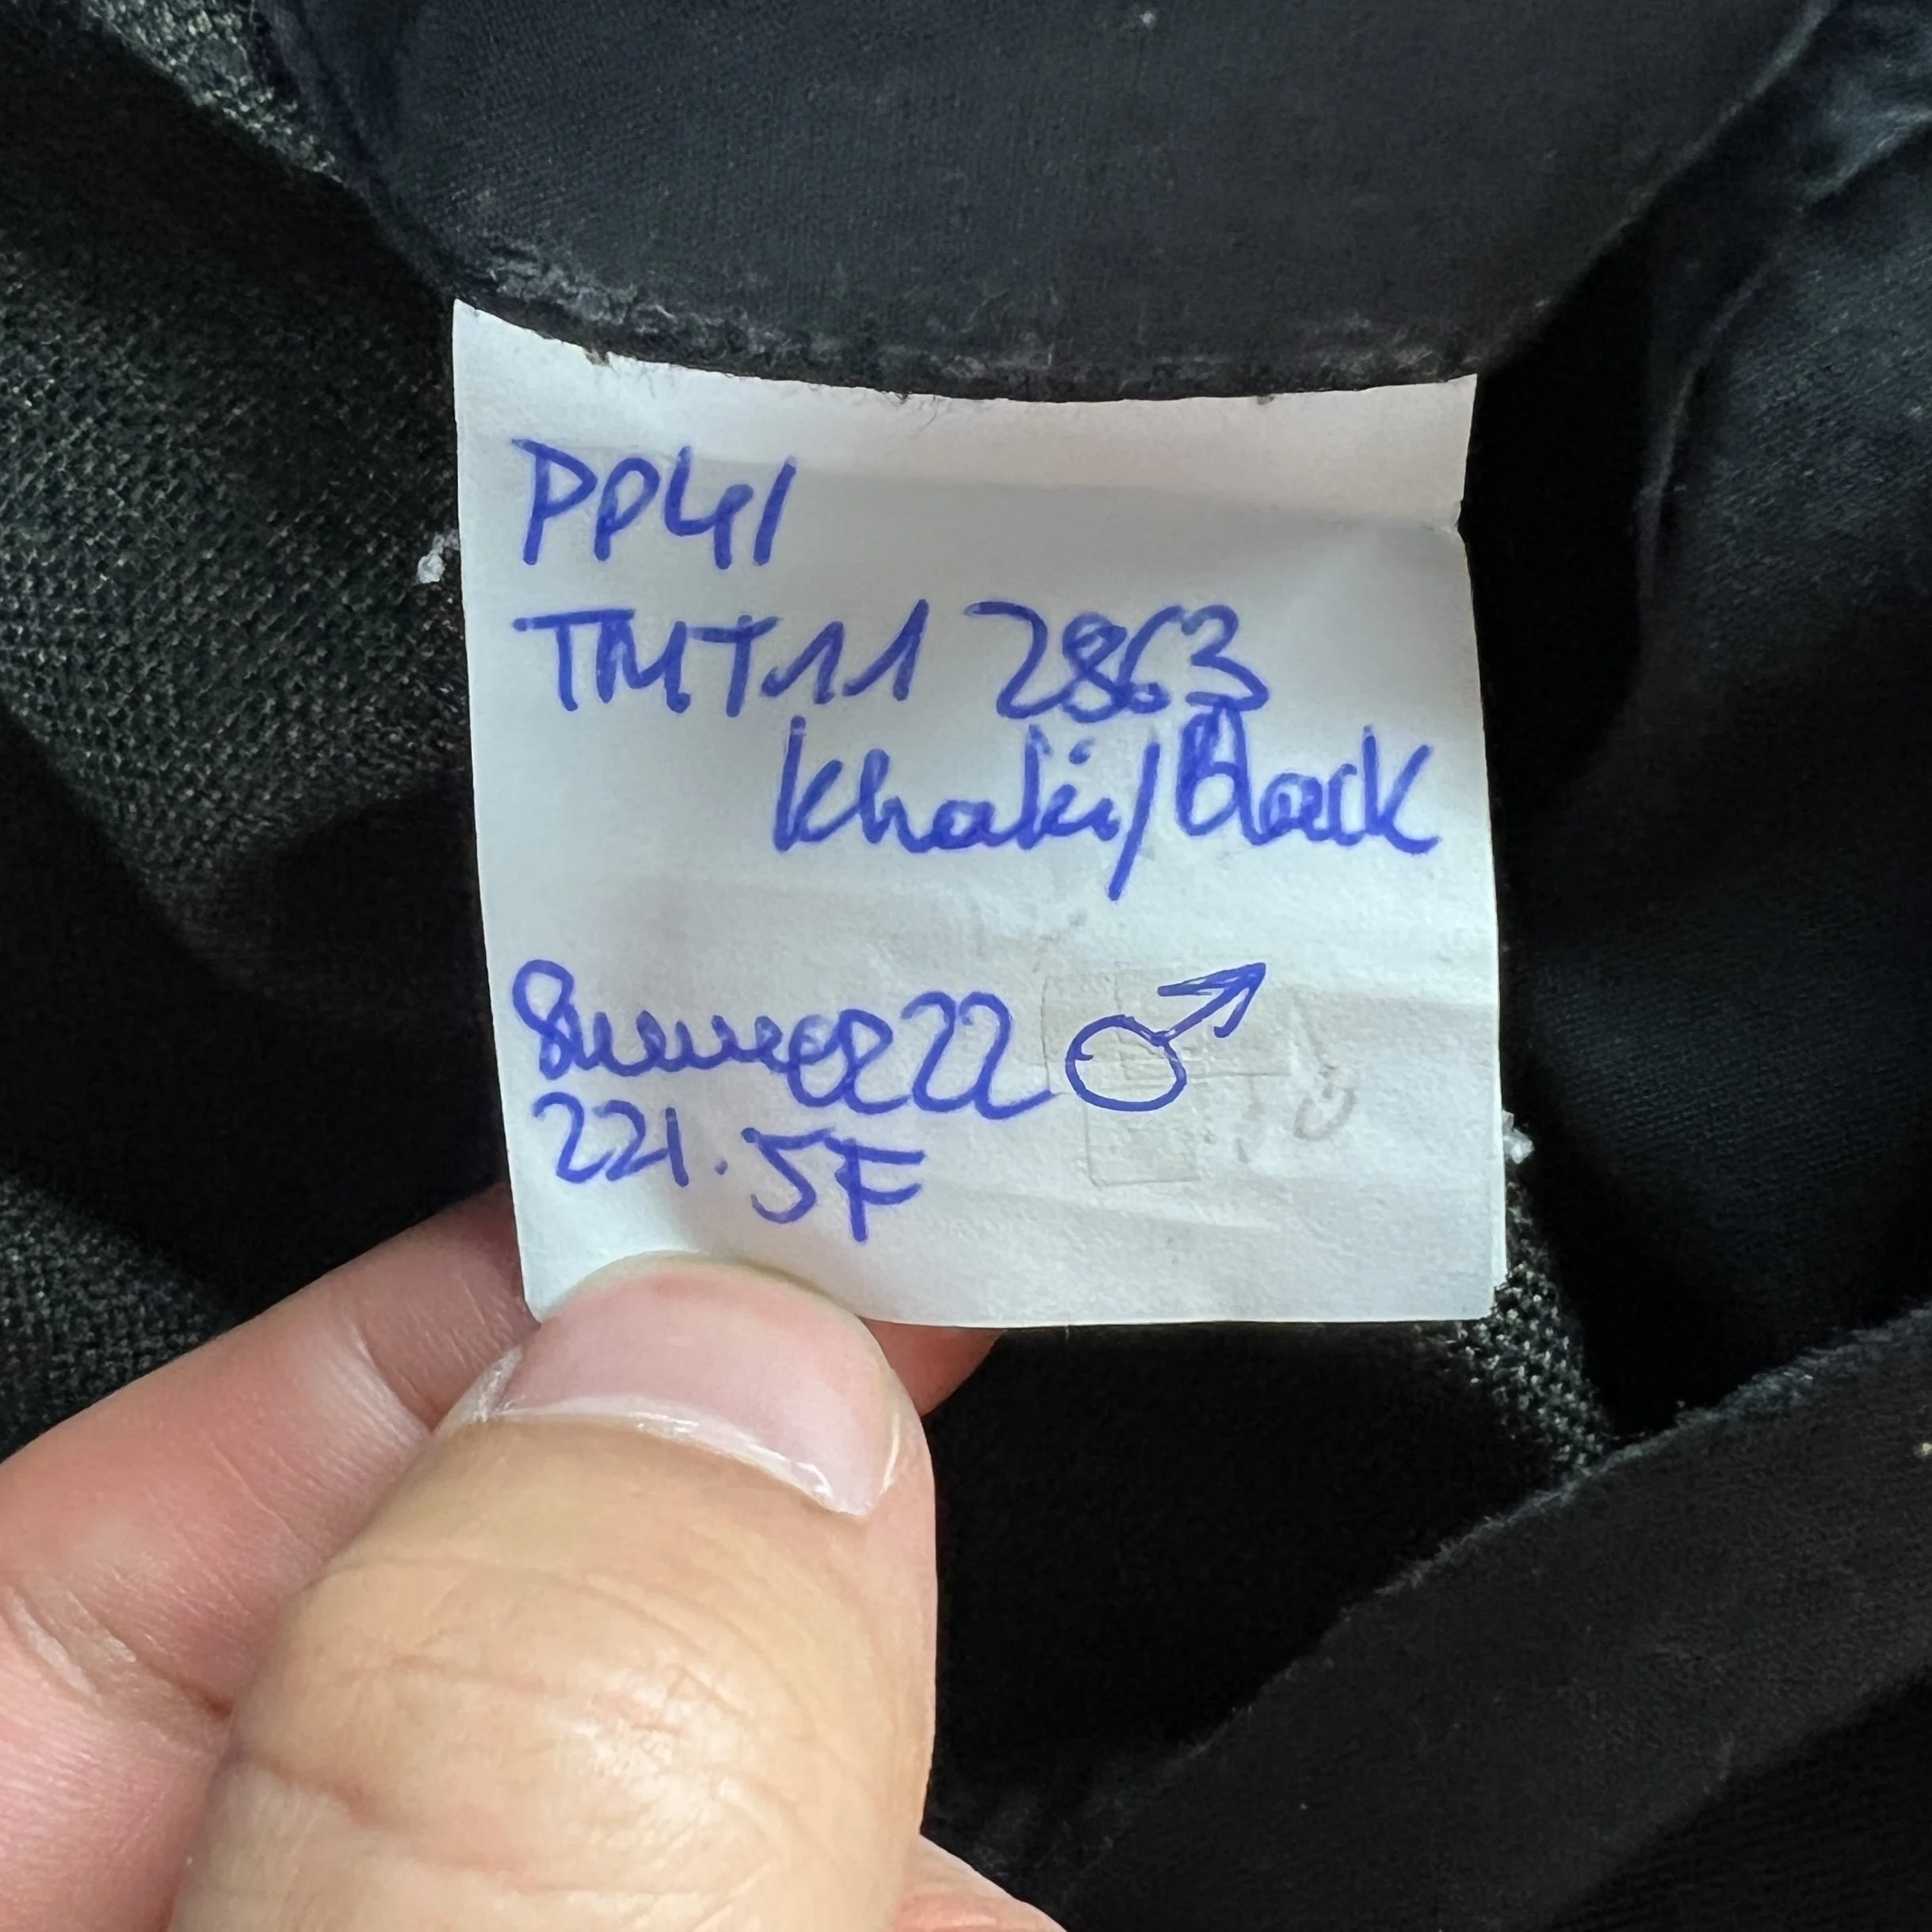 PP41
TMT11 2863
khaki/Black
Summer22 ♂
221.5F